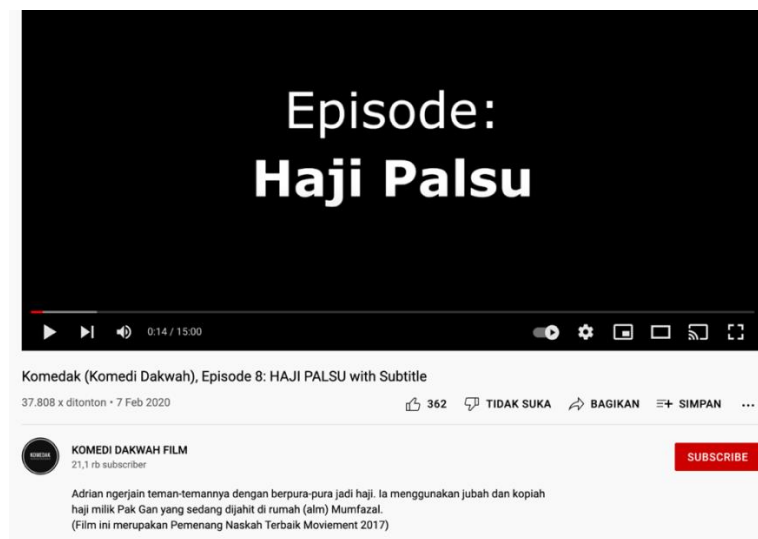 Episode:
Haji Palsu
0:14 / 15:00
Komedak (Komedi Dakwah), Episode 8: HAJI PALSU with Subtitle
37.808 x ditonton • 7 Feb 2020
362 TIDAK SUKA BAGIKAN SIMPAN
KOMEDAK
KOMEDI DAKWAH FILM
21,1 rb subscriber
SUBSCRIBE
Adrian ngerjain teman-temannya dengan berpura-pura jadi haji. Ia menggunakan jubah dan kopiah
haji milik Pak Gan yang sedang dijahit di rumah (alm) Mumfazal.
(Film ini merupakan Pemenang Naskah Terbaik Moviement 2017)